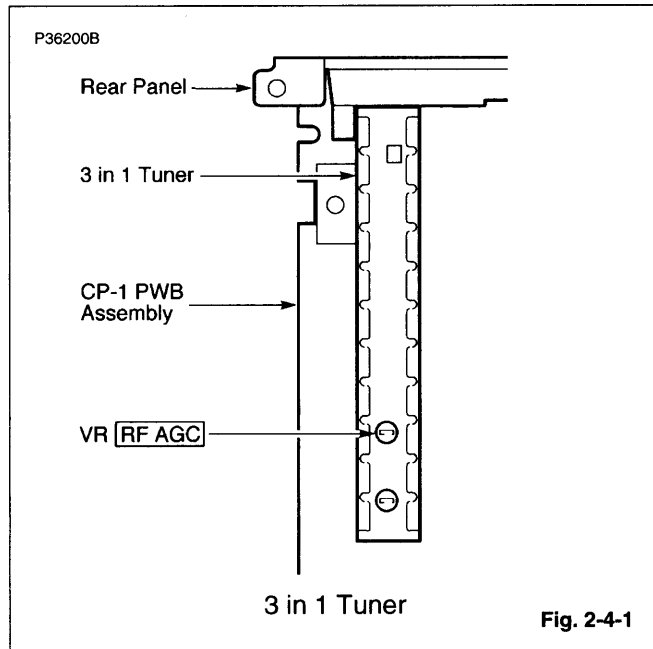 P36200B
Rear Panel
3 in 1 Tuner
CP-1 PWB
Assembly
VR RF AGC
3 in 1 Tuner
Fig. 2-4-1